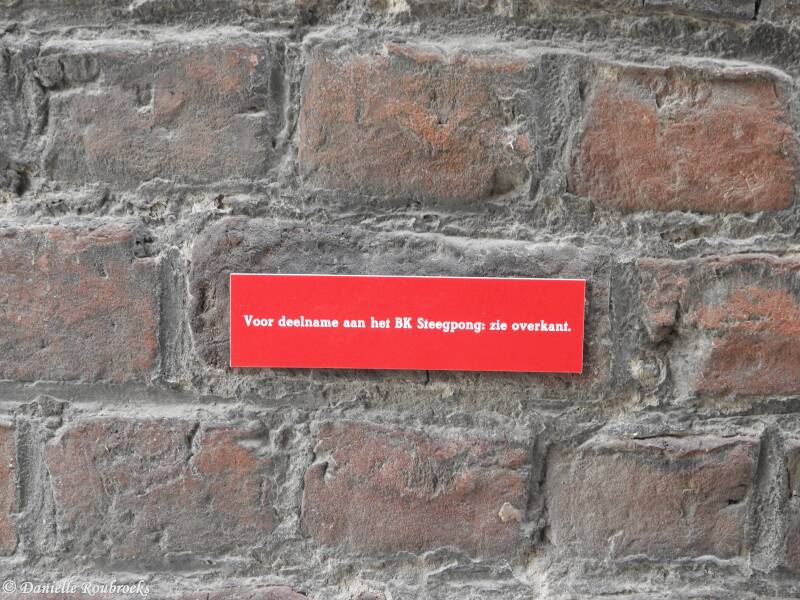 Voor deelname aan het BK Steegpong: zie overkant.
© Danielle Roubroeks